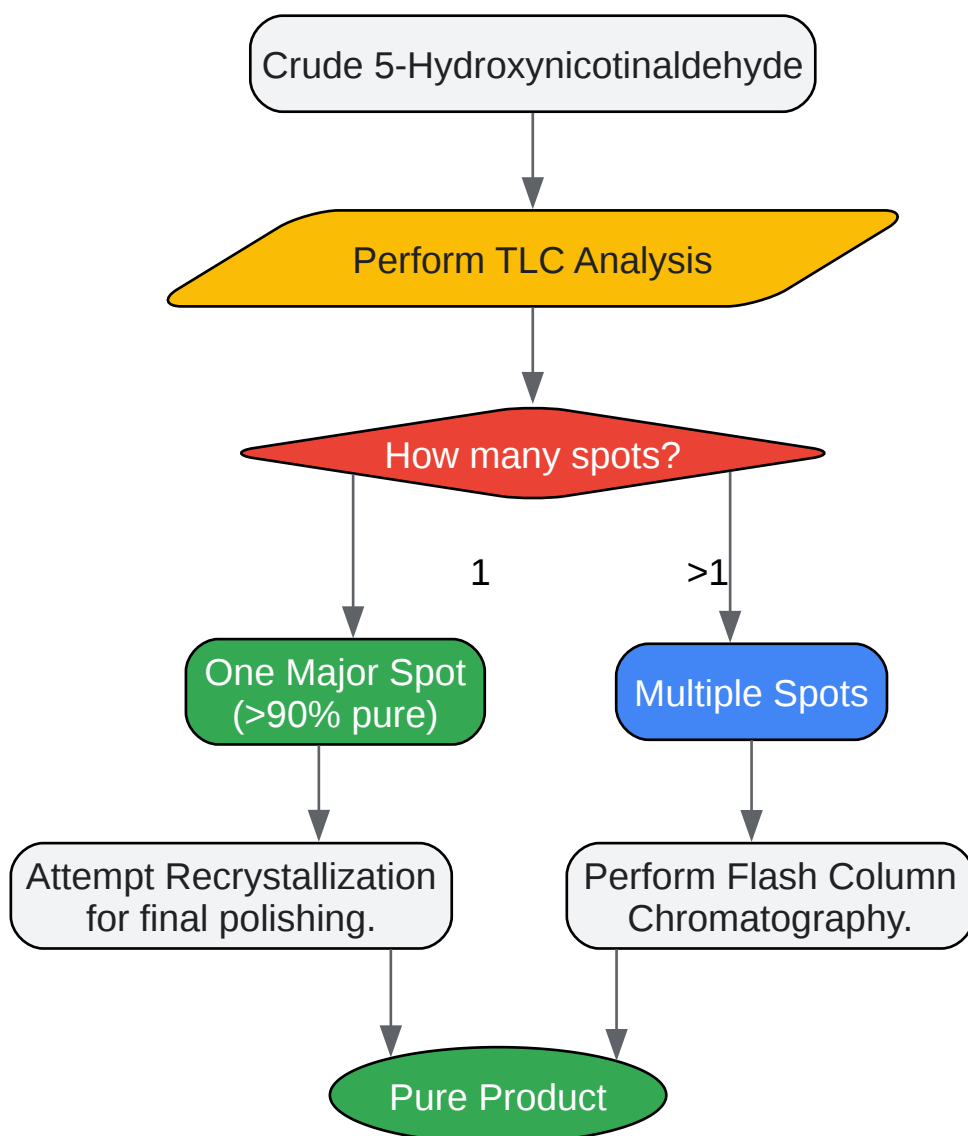 Crude 5-Hydroxynicotinaldehyde
Perform TLC Analysis
How many spots?
1
>1
One Major Spot
(>90% pure)
Multiple Spots
Attempt Recrystallization
for final polishing.
Perform Flash Column
Chromatography.
Pure Product